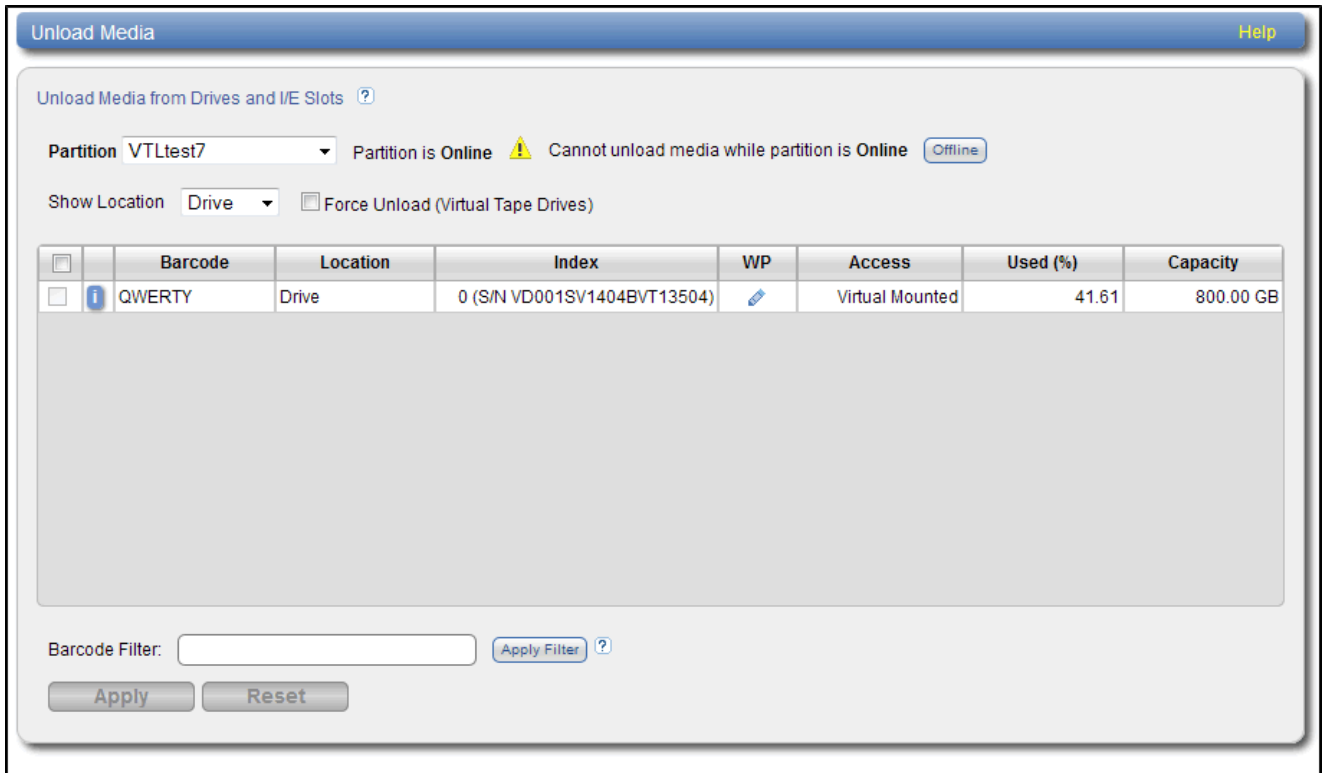 Unload Media Help
Unload Media from Drives and I/E Slots ?
Partition VTLtest7 Partition is Online ! Cannot unload media while partition is Online Offline
Show Location Drive Force Unload (Virtual Tape Drives)
Barcode Location Index WP Access Used (%) Capacity
i QWERTY Drive 0 (S/N VD001SV1404BVT13504) Virtual Mounted 41.61 800.00 GB
Barcode Filter: Apply Filter ?
Apply Reset